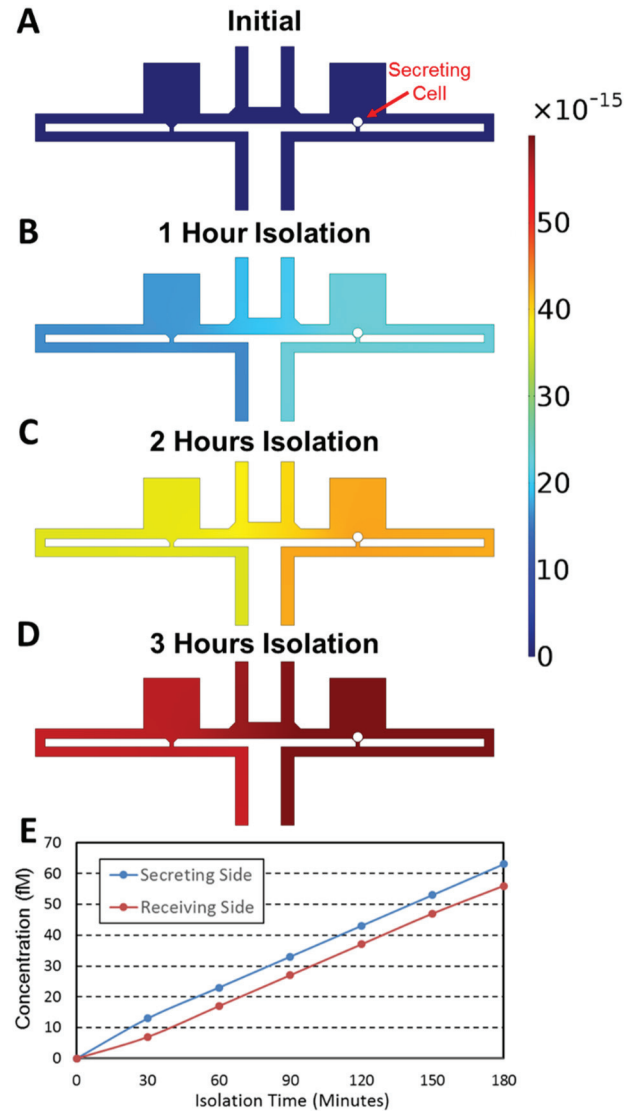 A
Initial
Secreting
Cell
×10-15
B
1 Hour Isolation
50
40
C
2 Hours Isolation
30
20
10
D
3 Hours Isolation
0
E
70
60
50
40
30
20
10
0
Concentration (fM)
Secreting Side
Receiving Side
0 30 60 90 120 150 180
Isolation Time (Minutes)